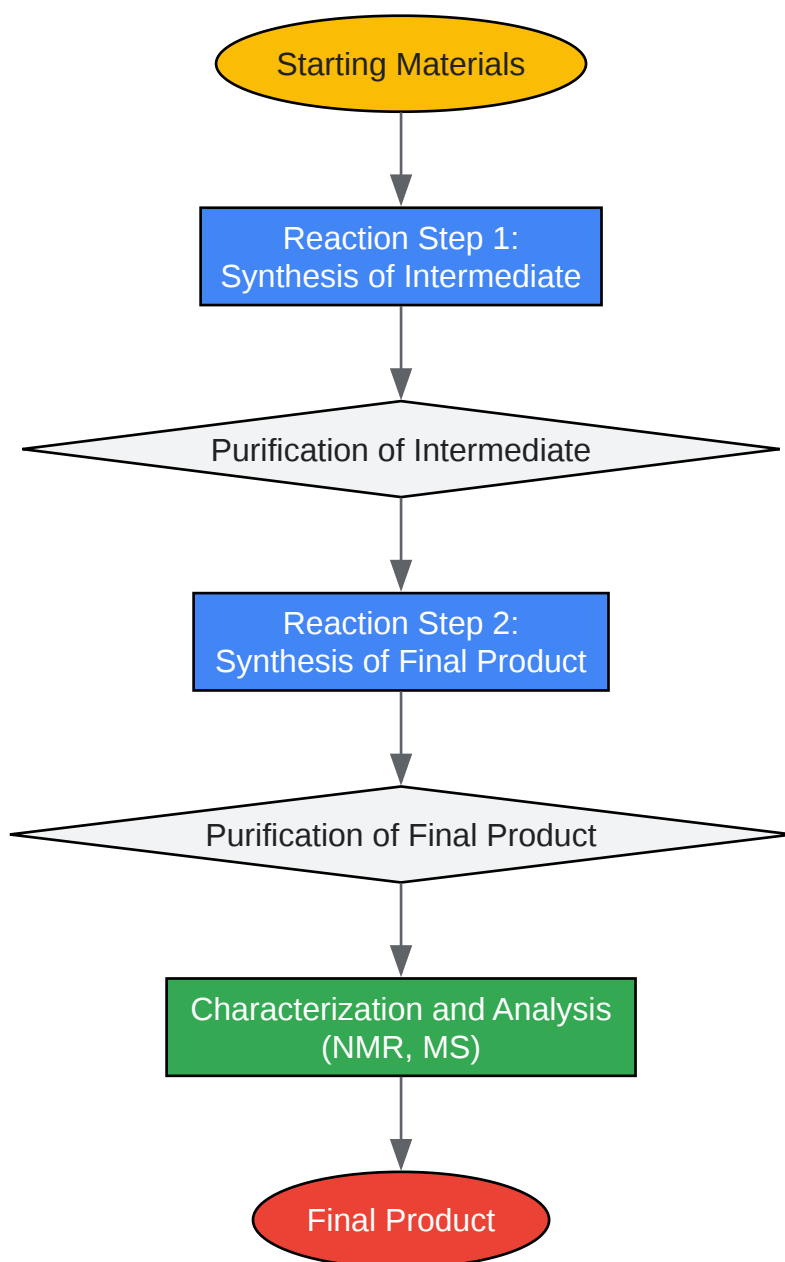 Starting Materials
Reaction Step 1:
Synthesis of Intermediate
Purification of Intermediate
Reaction Step 2:
Synthesis of Final Product
Purification of Final Product
Characterization and Analysis
(NMR, MS)
Final Product